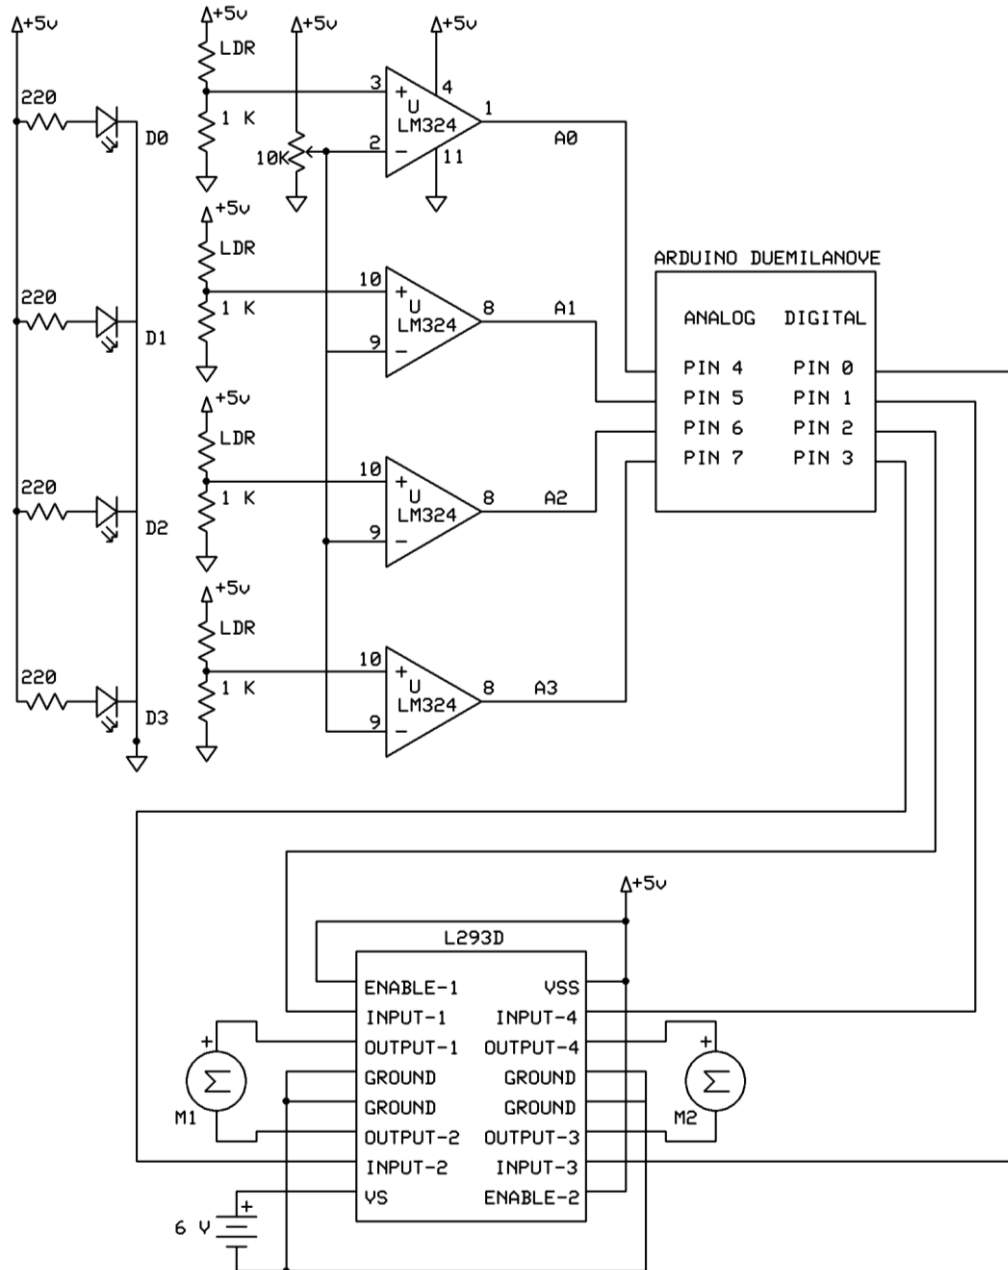 +5v
220
D0
220
D1
220
D2
220
D3
+5v
LDR
1 K
+5v
LDR
1 K
+5v
LDR
1 K
+5v
LDR
1 K
+5v
10K
+5v
3
+
4
U
LM324
1
2
−
11
A0
10
+
U
LM324
8
9
−
A1
10
+
U
LM324
8
9
−
A2
10
+
U
LM324
8
9
−
A3
ARDUINO DUEMILANOVE
ANALOG DIGITAL
PIN 4 PIN 0
PIN 5 PIN 1
PIN 6 PIN 2
PIN 7 PIN 3
+5v
L293D
ENABLE-1 VSS
INPUT-1 INPUT-4
OUTPUT-1 OUTPUT-4
GROUND GROUND
GROUND GROUND
OUTPUT-2 OUTPUT-3
INPUT-2 INPUT-3
VS ENABLE-2
+
Σ
M1
+
Σ
M2
+
6 V